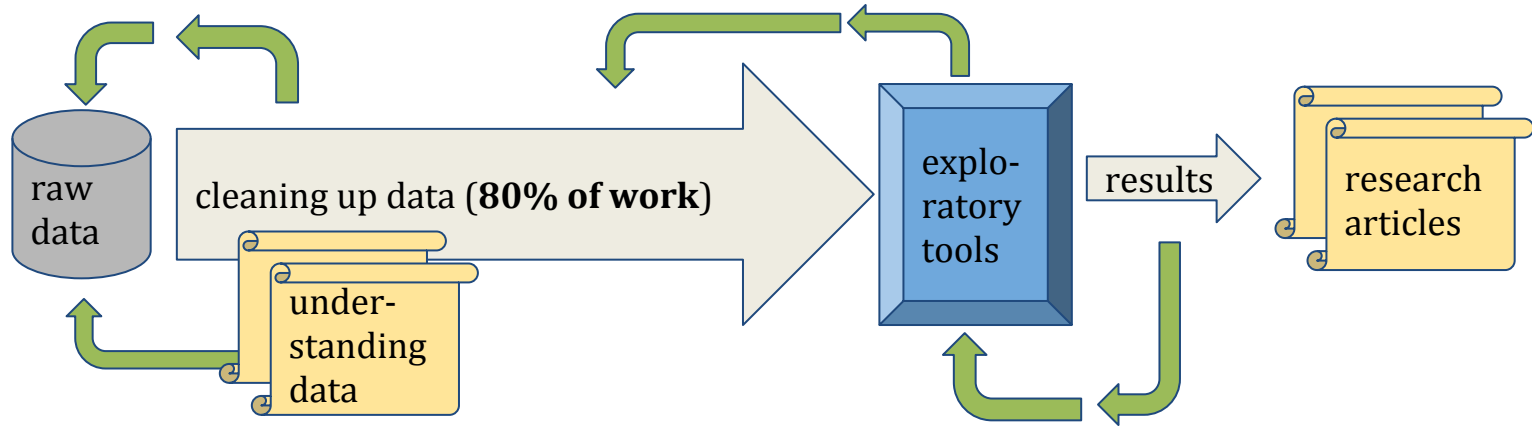 raw
data
cleaning up data (80% of work)
under-
standing
data
explo-
ratory
tools
results
research
articles